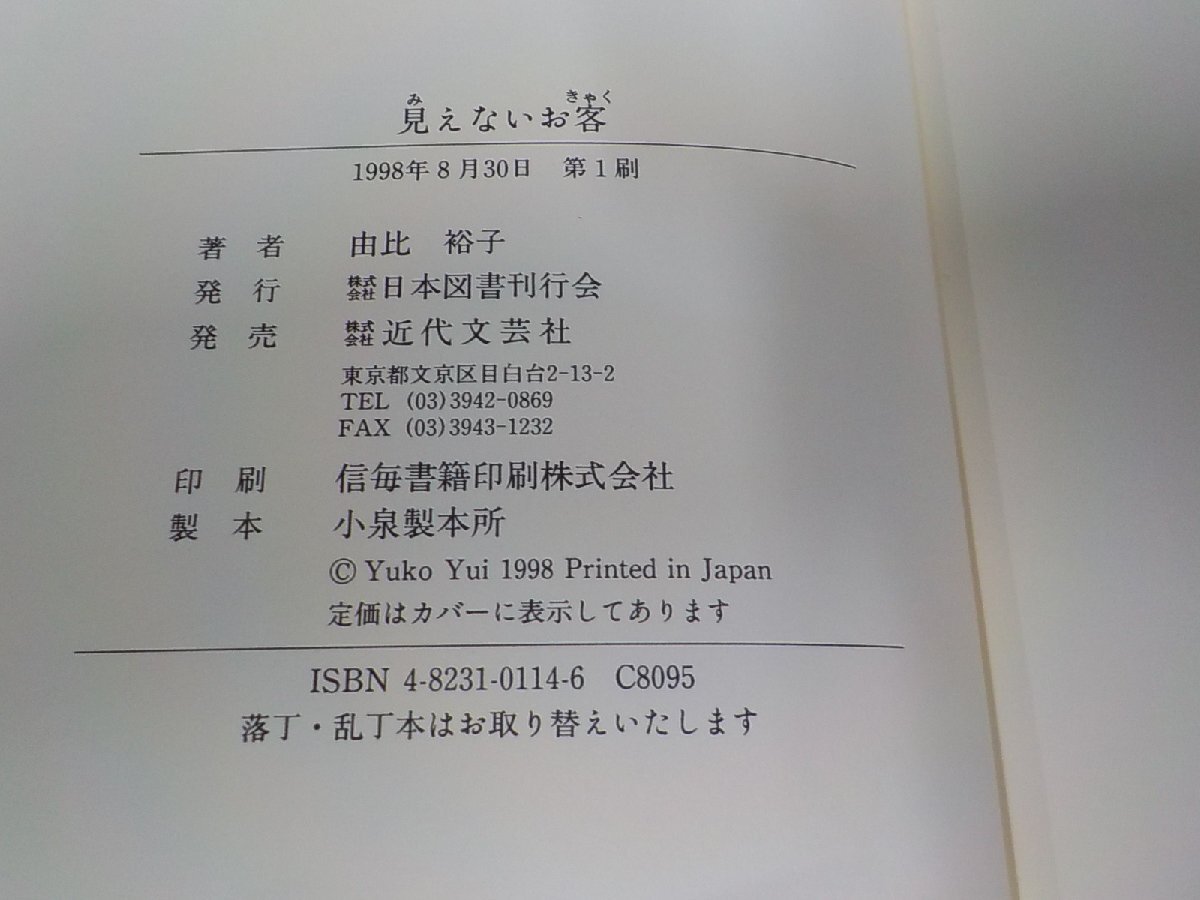 見えないお客
1998年8月30日 第1刷
著者 由比 裕子
発行 株式会社日本図書刊行会
発売 株式会社近代文芸社
東京都文京区目白台2-13-2
TEL (03)3942-0869
FAX (03)3943-1232
印刷 信毎書籍印刷株式会社
製本 小泉製本所
© Yuko Yui 1998 Printed in Japan
定価はカバーに表示してあります
ISBN 4-8231-0114-6 C8095
落丁・乱丁本はお取り替えいたします